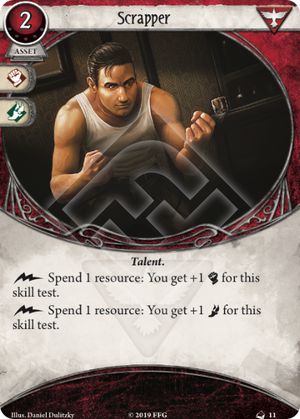 Scrapper
2
ASSET
Talent.
Spend 1 resource: You get +1 for this
skill test.
Spend 1 resource: You get +1 for this
skill test.
Illus. Daniel Dulitzky
© 2019 FFG
11